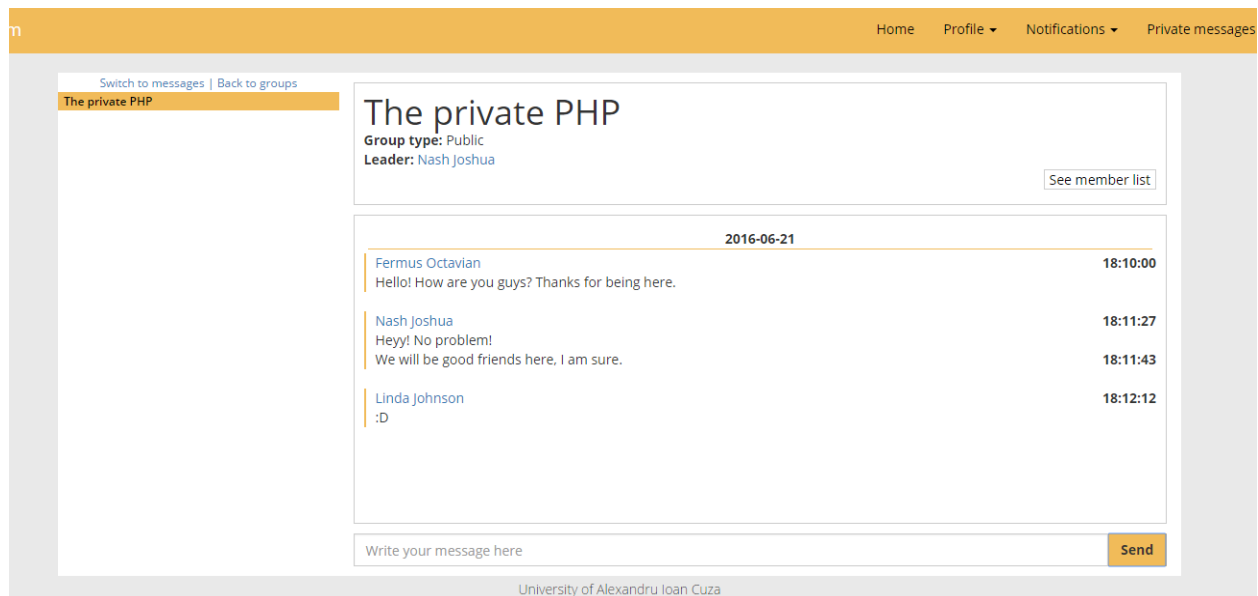 m
Home Profile Notifications Private messages
Switch to messages | Back to groups
The private PHP
The private PHP
Group type: Public
Leader: Nash Joshua
See member list
2016-06-21
Fermus Octavian 18:10:00
Hello! How are you guys? Thanks for being here.
Nash Joshua 18:11:27
Heyy! No problem!
We will be good friends here, I am sure. 18:11:43
Linda Johnson 18:12:12
:D
Write your message here
Send
University of Alexandru Ioan Cuza